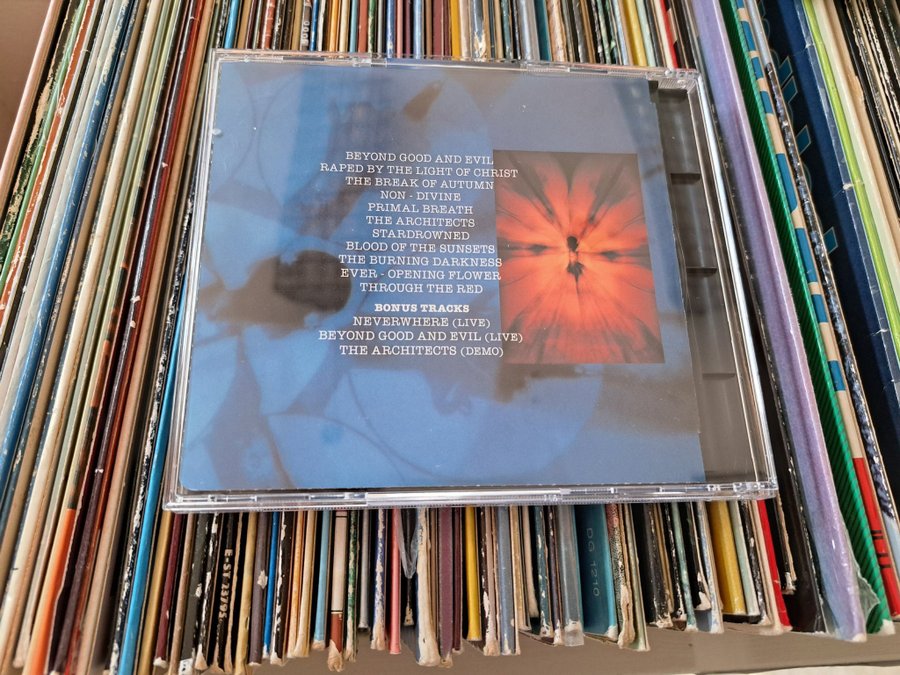 BEYOND GOOD AND EVIL
RAPED BY THE LIGHT OF CHRIST
THE BREAK OF AUTUMN
NON - DIVINE
PRIMAL BREATH
THE ARCHITECTS
STARDROWNED
BLOOD OF THE SUNSETS
THE BURNING DARKNESS
EVER - OPENING FLOWER
THROUGH THE RED
BONUS TRACKS
NEVERWHERE (LIVE)
BEYOND GOOD AND EVIL (LIVE)
THE ARCHITECTS (DEMO)
DG 1210